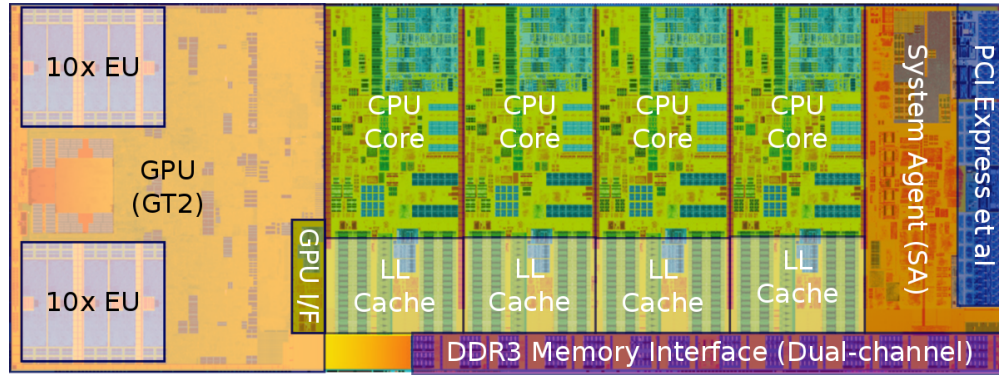 10x EU
GPU
(GT2)
10x EU
GPU I/F
CPU
Core
CPU
Core
CPU
Core
CPU
Core
LL
Cache
LL
Cache
LL
Cache
LL
Cache
System Agent (SA)
PCI Express et al
DDR3 Memory Interface (Dual-channel)